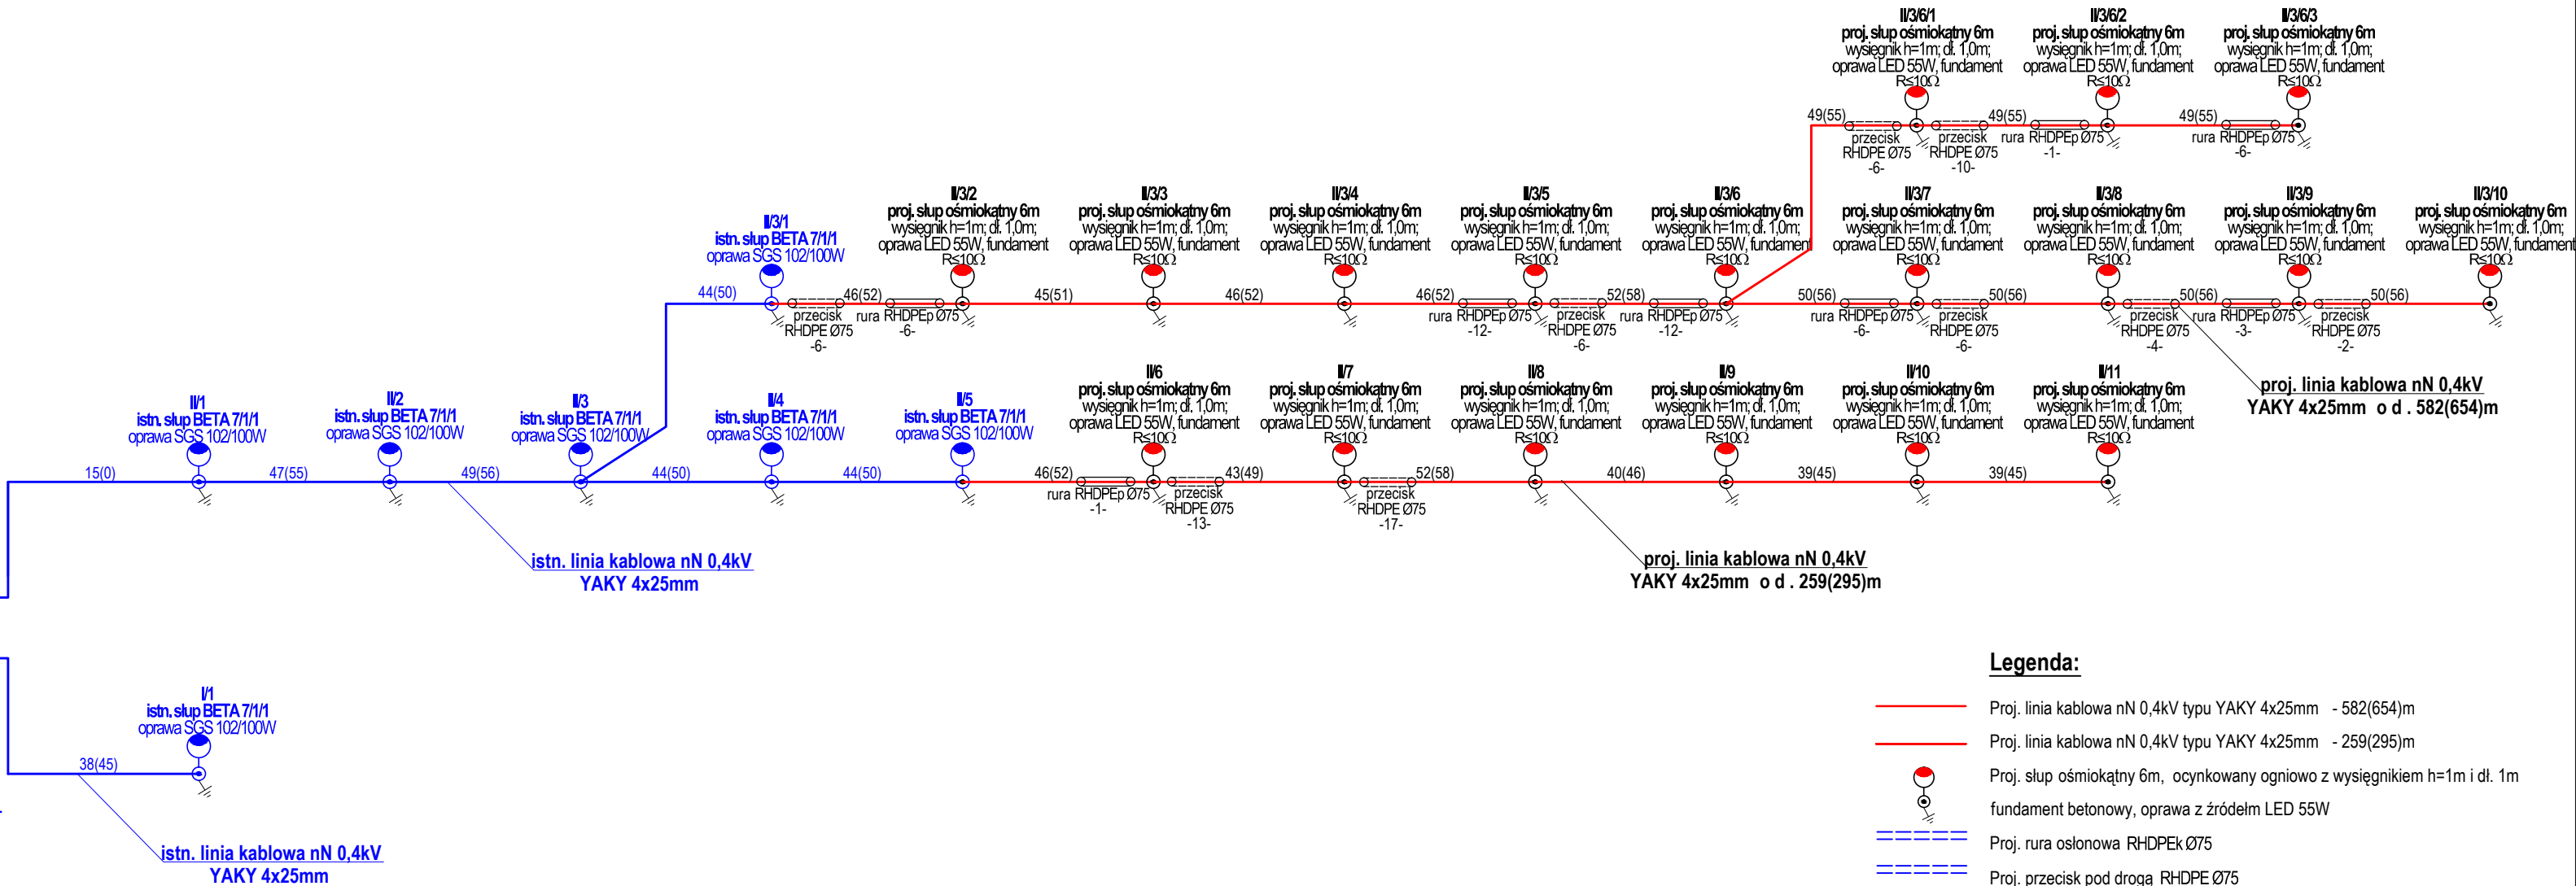 II/3/6/1
proj. słup ośmiokątny 6m
wysięgnik h=1m; dł. 1,0m;
oprawa LED 55W, fundament
R≤10Ω
II/3/6/2
proj. słup ośmiokątny 6m
wysięgnik h=1m; dł. 1,0m;
oprawa LED 55W, fundament
R≤10Ω
II/3/6/3
proj. słup ośmiokątny 6m
wysięgnik h=1m; dł. 1,0m;
oprawa LED 55W, fundament
R≤10Ω
49(55)
49(55)
49(55)
przecisk
RHDPE Ø75
-6-
przecisk
RHDPE Ø75
-10-
rura RHDPEp Ø75
-1-
rura RHDPEp Ø75
-6-
II/3/1
istn. słup BETA 7/1/1
oprawa SGS 102/100W
II/3/2
proj. słup ośmiokątny 6m
wysięgnik h=1m; dł. 1,0m;
oprawa LED 55W, fundament
R≤10Ω
II/3/3
proj. słup ośmiokątny 6m
wysięgnik h=1m; dł. 1,0m;
oprawa LED 55W, fundament
R≤10Ω
II/3/4
proj. słup ośmiokątny 6m
wysięgnik h=1m; dł. 1,0m;
oprawa LED 55W, fundament
R≤10Ω
II/3/5
proj. słup ośmiokątny 6m
wysięgnik h=1m; dł. 1,0m;
oprawa LED 55W, fundament
R≤10Ω
II/3/6
proj. słup ośmiokątny 6m
wysięgnik h=1m; dł. 1,0m;
oprawa LED 55W, fundament
R≤10Ω
II/3/7
proj. słup ośmiokątny 6m
wysięgnik h=1m; dł. 1,0m;
oprawa LED 55W, fundament
R≤10Ω
II/3/8
proj. słup ośmiokątny 6m
wysięgnik h=1m; dł. 1,0m;
oprawa LED 55W, fundament
R≤10Ω
II/3/9
proj. słup ośmiokątny 6m
wysięgnik h=1m; dł. 1,0m;
oprawa LED 55W, fundament
R≤10Ω
II/3/10
proj. słup ośmiokątny 6m
wysięgnik h=1m; dł. 1,0m;
oprawa LED 55W, fundament
R≤10Ω
44(50)
46(52)
45(51)
46(52)
46(52)
52(58)
50(56)
50(56)
50(56)
50(56)
przecisk
RHDPE Ø75
-6-
rura RHDPEp Ø75
-6-
rura RHDPEp Ø75
-12-
przecisk
RHDPE Ø75
-6-
rura RHDPEp Ø75
-12-
rura RHDPEp Ø75
-6-
przecisk
RHDPE Ø75
-6-
przecisk
RHDPE Ø75
-4-
rura RHDPEp Ø75
-3-
przecisk
RHDPE Ø75
-2-
proj. linia kablowa nN 0,4kV
YAKY 4x25mm o d . 582(654)m
II/1
istn. słup BETA 7/1/1
oprawa SGS 102/100W
II/2
istn. słup BETA 7/1/1
oprawa SGS 102/100W
II/3
istn. słup BETA 7/1/1
oprawa SGS 102/100W
II/4
istn. słup BETA 7/1/1
oprawa SGS 102/100W
II/5
istn. słup BETA 7/1/1
oprawa SGS 102/100W
II/6
proj. słup ośmiokątny 6m
wysięgnik h=1m; dł. 1,0m;
oprawa LED 55W, fundament
R≤10Ω
II/7
proj. słup ośmiokątny 6m
wysięgnik h=1m; dł. 1,0m;
oprawa LED 55W, fundament
R≤10Ω
II/8
proj. słup ośmiokątny 6m
wysięgnik h=1m; dł. 1,0m;
oprawa LED 55W, fundament
R≤10Ω
II/9
proj. słup ośmiokątny 6m
wysięgnik h=1m; dł. 1,0m;
oprawa LED 55W, fundament
R≤10Ω
II/10
proj. słup ośmiokątny 6m
wysięgnik h=1m; dł. 1,0m;
oprawa LED 55W, fundament
R≤10Ω
II/11
proj. słup ośmiokątny 6m
wysięgnik h=1m; dł. 1,0m;
oprawa LED 55W, fundament
R≤10Ω
15(0)
47(55)
49(56)
44(50)
44(50)
46(52)
43(49)
52(58)
40(46)
39(45)
39(45)
rura RHDPEp Ø75
-1-
przecisk
RHDPE Ø75
-13-
przecisk
RHDPE Ø75
-17-
istn. linia kablowa nN 0,4kV
YAKY 4x25mm
proj. linia kablowa nN 0,4kV
YAKY 4x25mm o d . 259(295)m
I/1
istn. słup BETA 7/1/1
oprawa SGS 102/100W
38(45)
istn. linia kablowa nN 0,4kV
YAKY 4x25mm
Legenda:
Proj. linia kablowa nN 0,4kV typu YAKY 4x25mm - 582(654)m
Proj. linia kablowa nN 0,4kV typu YAKY 4x25mm - 259(295)m
Proj. słup ośmiokątny 6m, ocynkowany ogniowo z wysięgnikiem h=1m i dł. 1m
fundament betonowy, oprawa z źródełm LED 55W
Proj. rura osłonowa RHDPEk Ø75
Proj. przecisk pod drogą RHDPE Ø75